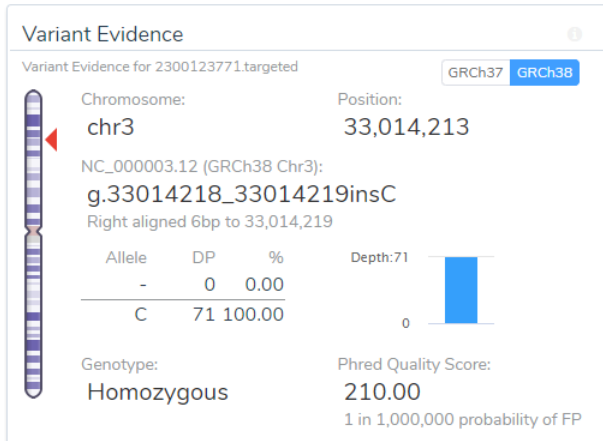 Variant Evidence
Variant Evidence for 2300123771.targeted
GRCh37 GRCh38
Chromosome: Position:
chr3 33,014,213
NC_000003.12 (GRCh38 Chr3):
g.33014218_33014219insC
Right aligned 6bp to 33,014,219
Allele DP %
- 0 0.00
C 71 100.00
Depth:71
0
Genotype: Phred Quality Score:
Homozygous 210.00
1 in 1,000,000 probability of FP